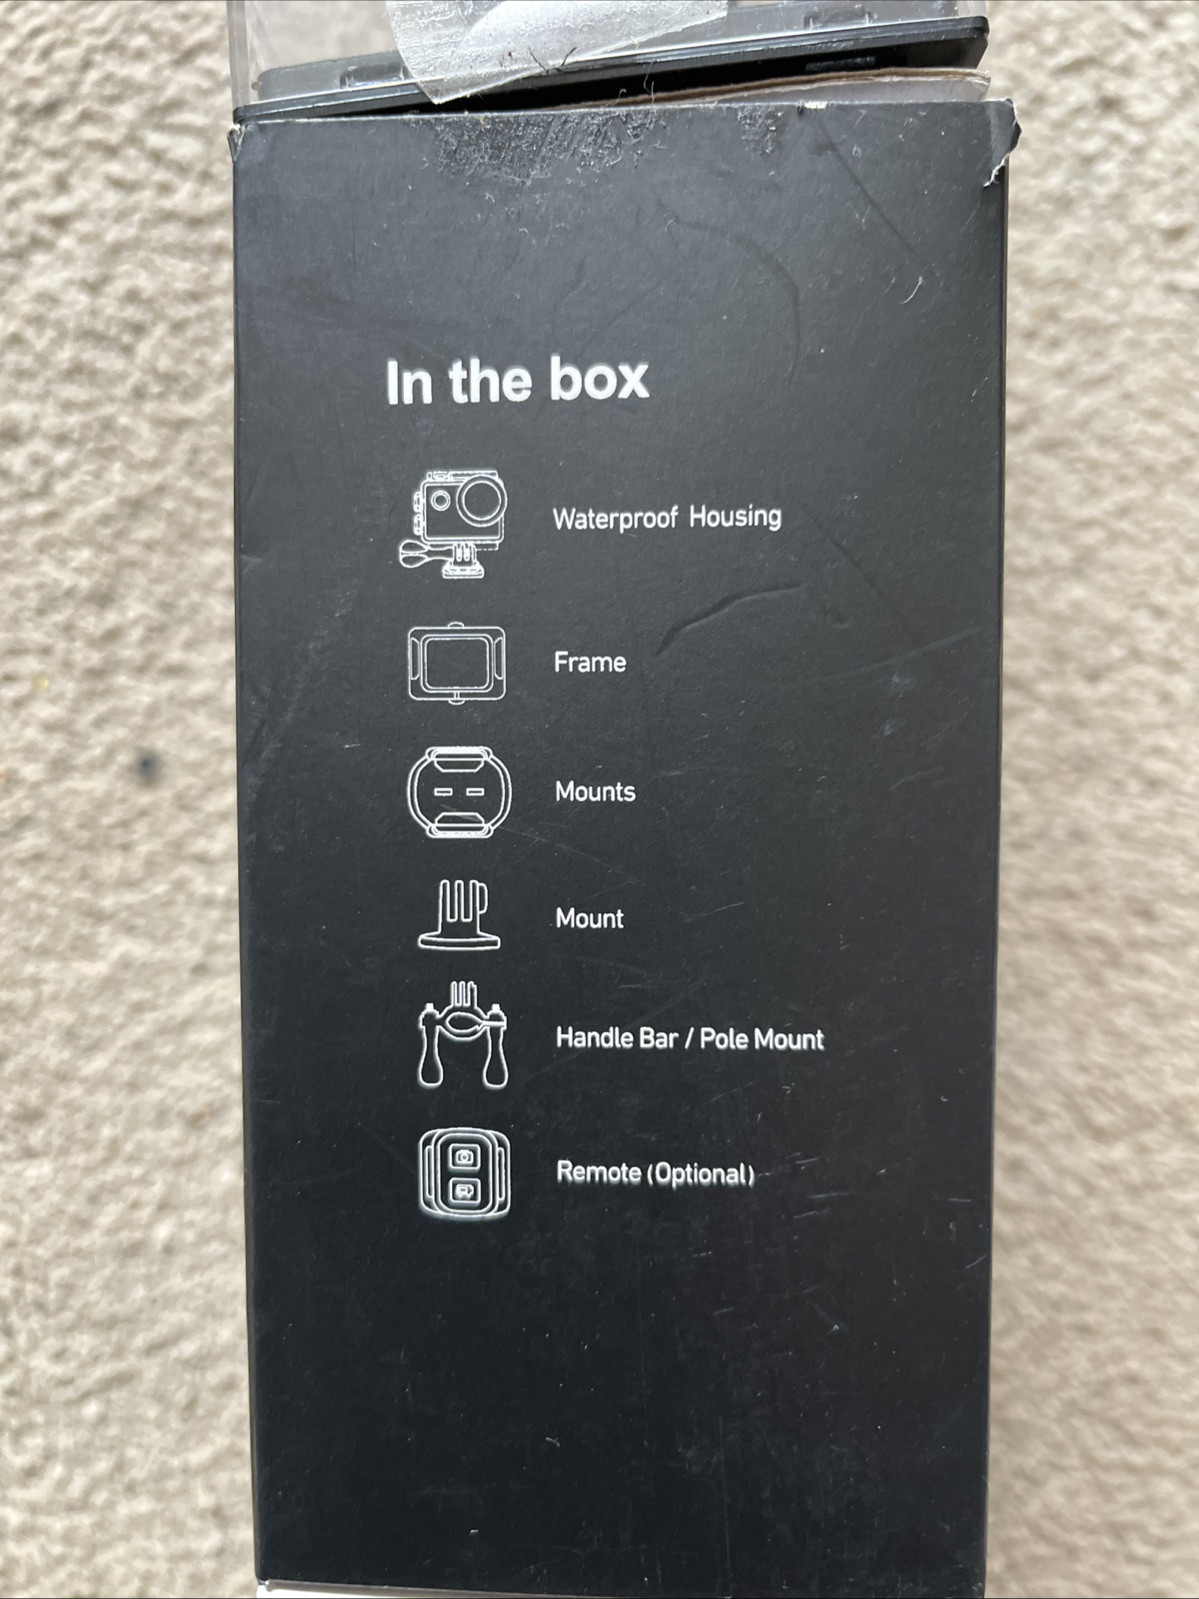 In the box
Waterproof Housing
Frame
Mounts
Mount
Handle Bar / Pole Mount
Remote (Optional)